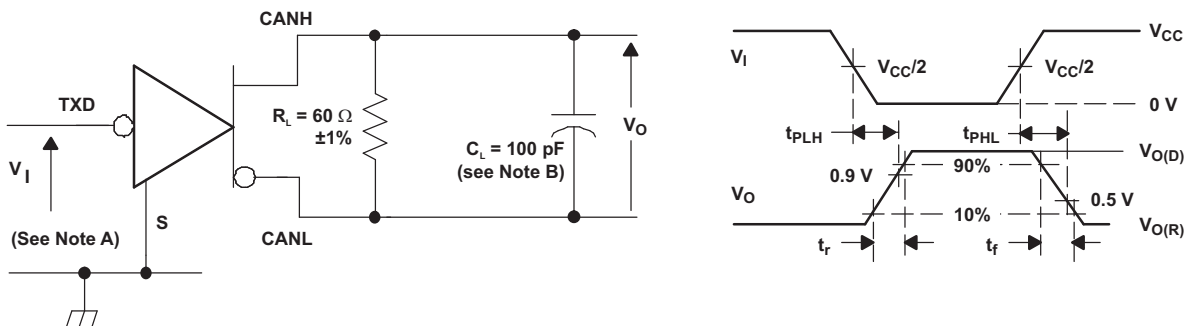 CANH
TXD
R_L = 60 Ω
±1%
C_L = 100 pF
(see Note B)
V_O
V_I
S
(See Note A)
CANL
V_I
V_CC/2
V_CC/2
V_CC
0 V
t_PLH
t_PHL
V_O(D)
0.9 V
90%
V_O
10%
0.5 V
V_O(R)
t_r
t_f